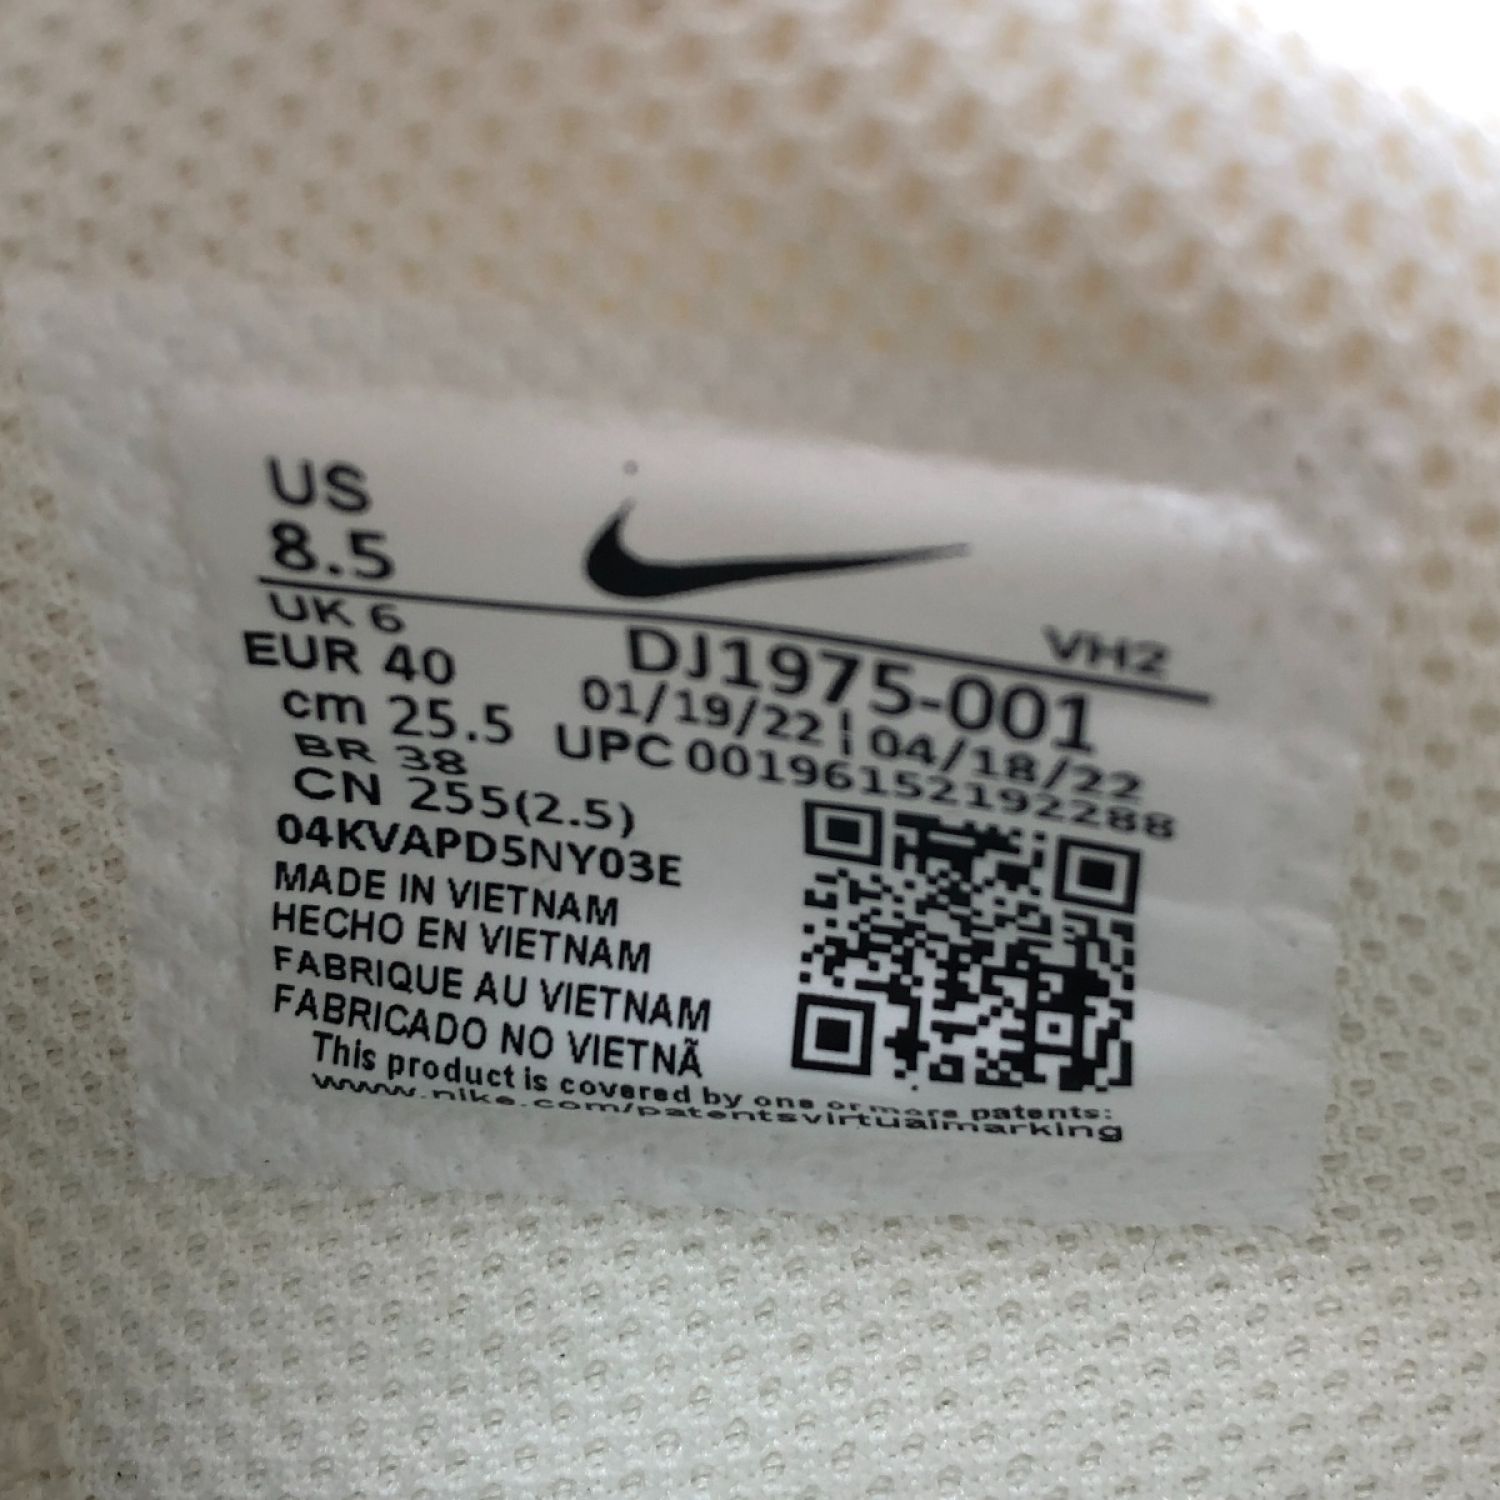 US
8.5
UK 6
VH2
EUR 40
DJ1975-001
cm 25.5
01/19/22 | 04/18/22
BR 38
UPC 00196152192288
CN 255(2.5)
04KVAPD5NY03E
MADE IN VIETNAM
HECHO EN VIETNAM
FABRIQUE AU VIETNAM
FABRICADO NO VIETNÃ
This product is covered by one or more patents:
www.nike.com/patentsvirtualmarking